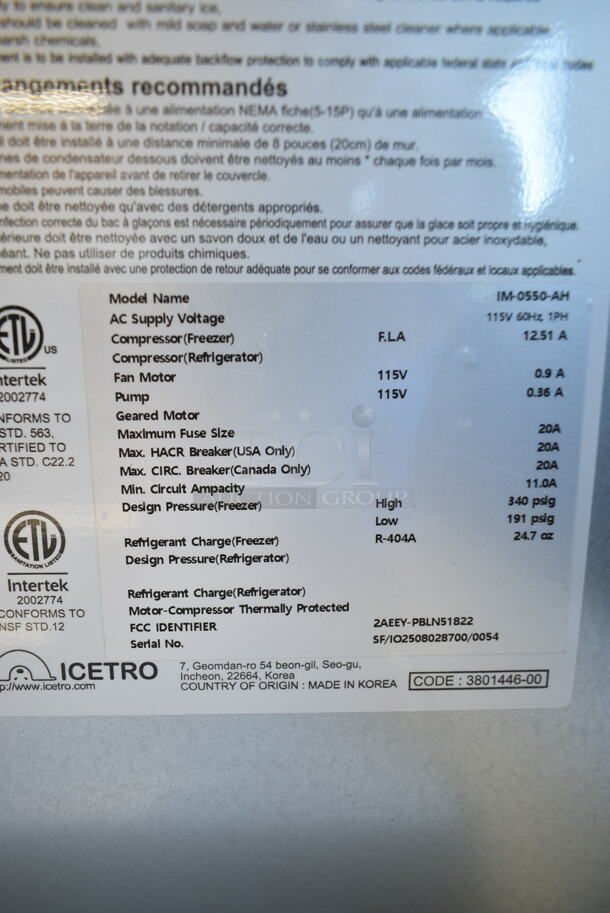 to ensure clean and sanitary ice.
should be cleaned with mild soap and water or stainless steel cleaner where applicable.
harsh chemicals.
ment is to be installed with adequate backflow protection to comply with applicable federal state codes
angements recommandés
à une alimentation NEMA fiche(5-15P) qu'à une alimentation
ment mise à la terre de la notation / capacité correcte.
doit être installé à une distance minimale de 8 pouces (20cm) de mur.
nes de condensateur dessous doivent être nettoyés au moins * chaque fois par mois.
mentation de l'appareil avant de retirer le couvercle.
mobiles peuvent causer des blessures.
e doit être nettoyée qu'avec des détergents appropriés.
nfection correcte du bac à glaçons est nécessaire périodiquement pour assurer que la glace soit propre et hygiénique.
érieure doit être nettoyée avec un savon doux et de l'eau ou un nettoyant pour acier inoxydable,
éant. Ne pas utiliser de produits chimiques.
ment doit être installé avec une protection de retour adéquate pour se conformer aux codes fédéraux et locaux applicables.
Model Name IM-0550-AH
AC Supply Voltage 115V 60Hz, 1PH
Compressor(Freezer) F.L.A 12.51 A
Compressor(Refrigerator)
Fan Motor 115V 0.9 A
Pump 115V 0.36 A
Geared Motor
Maximum Fuse Size 20A
Max. HACR Breaker(USA Only) 20A
Max. CIRC. Breaker(Canada Only) 20A
Min. Circuit Ampacity 11.0A
Design Pressure(Freezer) High 340 psig
Low 191 psig
Refrigerant Charge(Freezer) R-404A 24.7 oz
Design Pressure(Refrigerator)
Refrigerant Charge(Refrigerator)
Motor-Compressor Thermally Protected
FCC IDENTIFIER 2AEEY-PBLN51822
Serial No. SF/IO2508028700/0054
ETL
LISTED
US
ntertek
2002774
NFORMS TO
STD. 563,
RTIFIED TO
A STD. C22.2
20
ETL
SANITATION LISTED
Intertek
2002774
CONFORMS TO
NSF STD.12
ICETRO
p://www.icetro.com
7, Geomdan-ro 54 beon-gil, Seo-gu,
Incheon, 22664, Korea
COUNTRY OF ORIGIN : MADE IN KOREA
CODE : 3801446-00
AUCTION GROUP